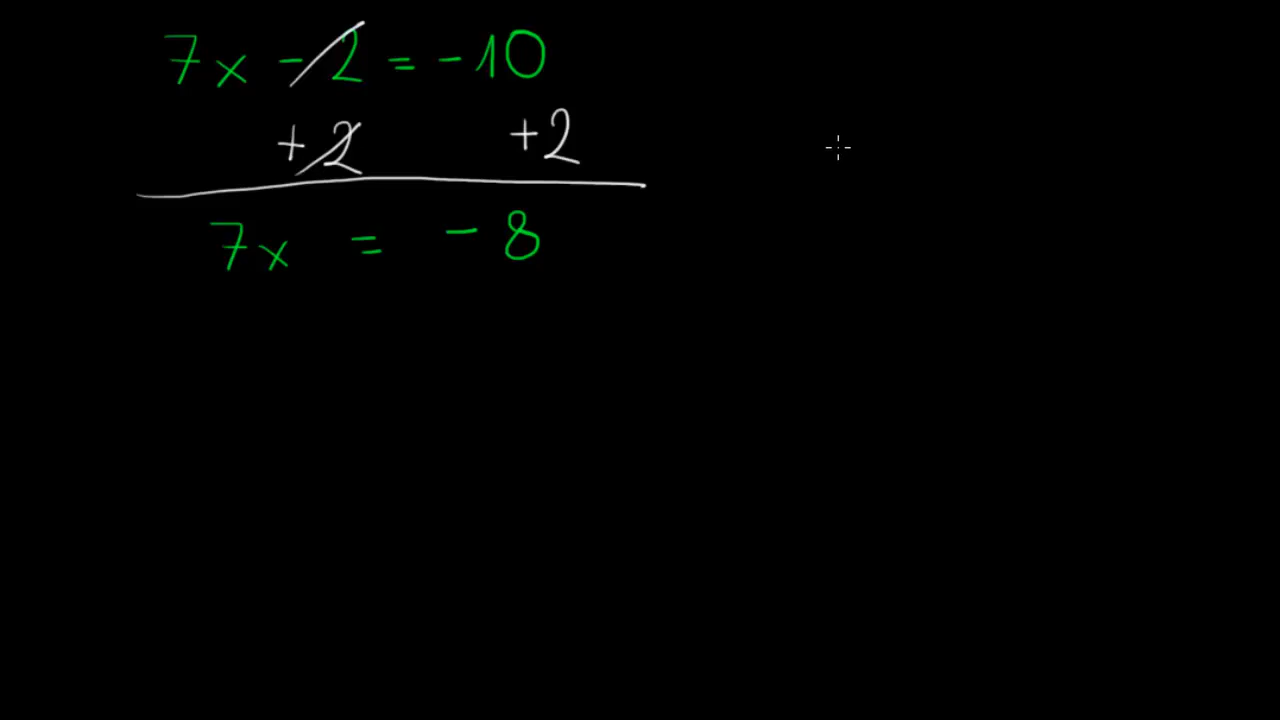 7x - 2 = - 10
+ 2 + 2
7x = - 8